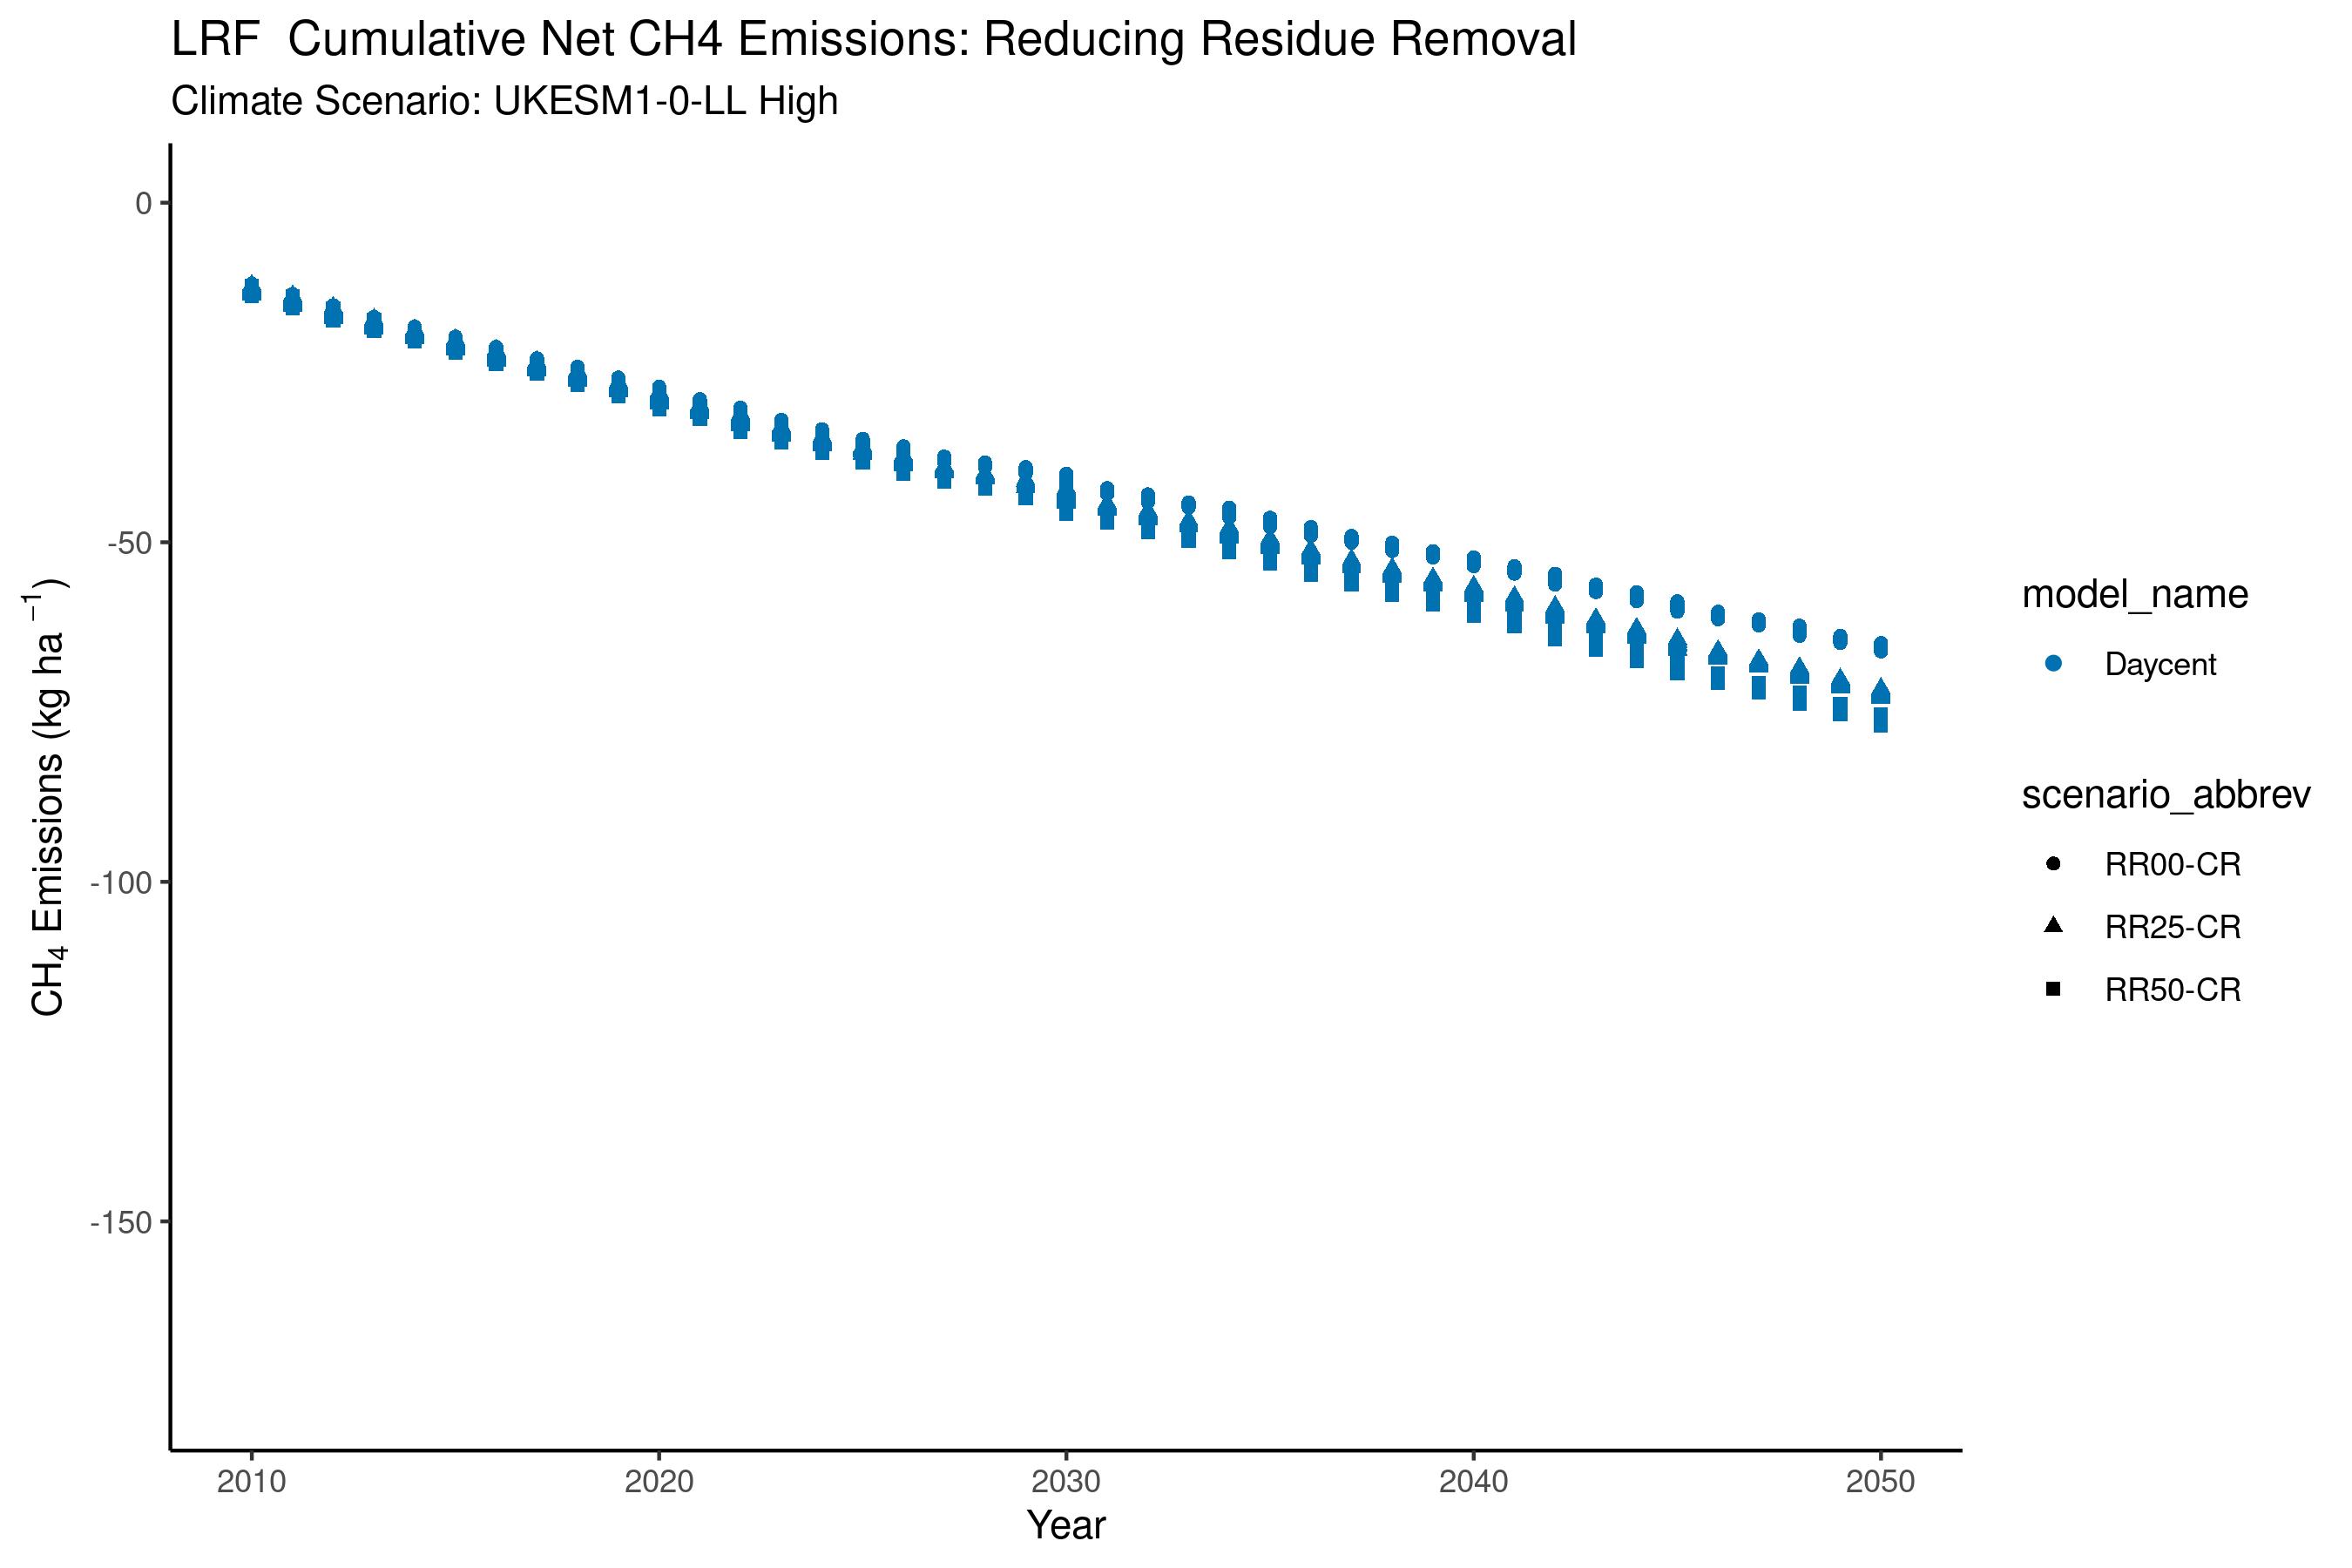 LRF  Cumulative Net CH4 Emissions: Reducing Residue Removal
Climate Scenario: UKESM1-0-LL High
CH₄ Emissions (kg ha ⁻¹)
0
-50
-100
-150
2010
2020
2030
2040
2050
Year
model_name
Daycent
scenario_abbrev
RR00-CR
RR25-CR
RR50-CR